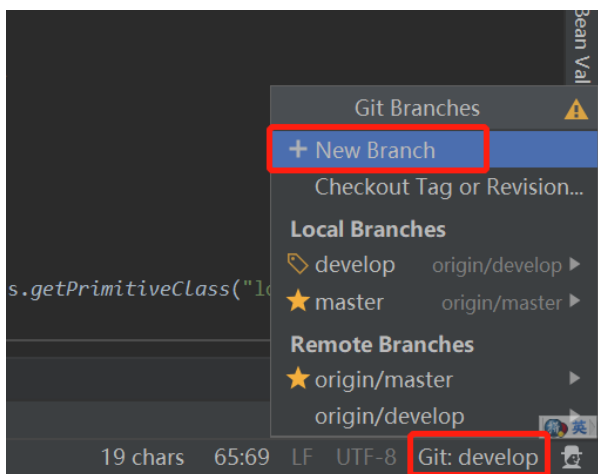 Bean Val
Git Branches
+ New Branch
Checkout Tag or Revision...
Local Branches
develop origin/develop
s.getPrimitiveClass("lo
master origin/master
Remote Branches
origin/master
origin/develop
英
19 chars 65:69 LF UTF-8 Git: develop